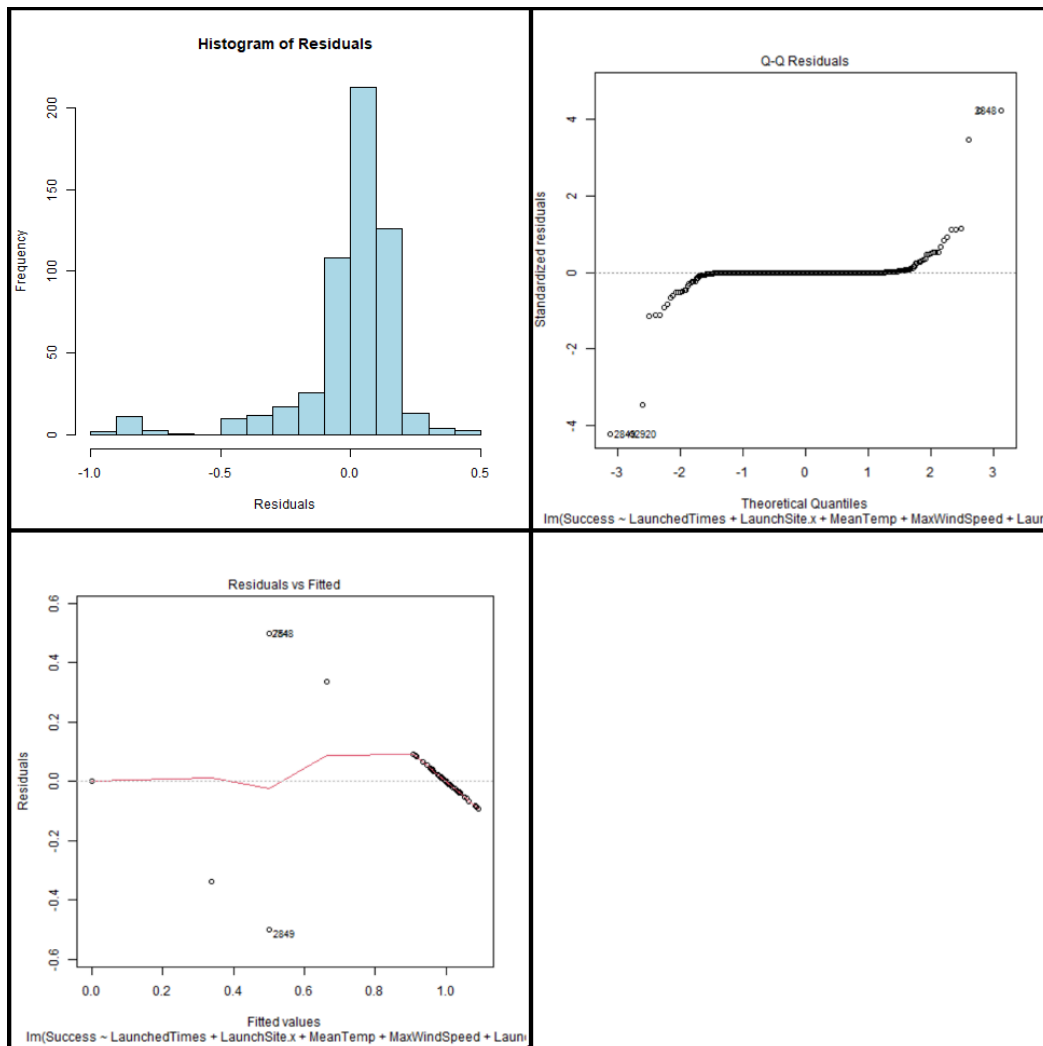 Histogram of Residuals
200
150
100
50
0
Frequency
-1.0 -0.5 0.0 0.5
Residuals
Q-Q Residuals
4
2
0
-2
-4
Standardized residuals
2848
2849
2920
-3 -2 -1 0 1 2 3
Theoretical Quantiles
lm(Success ~ LaunchedTimes + LaunchSite.x + MeanTemp + MaxWindSpeed + Laun
Residuals vs Fitted
0.6
0.4
0.2
0.0
-0.2
-0.4
-0.6
Residuals
2849
0.0 0.2 0.4 0.6 0.8 1.0
Fitted values
lm(Success ~ LaunchedTimes + LaunchSite.x + MeanTemp + MaxWindSpeed + Laun